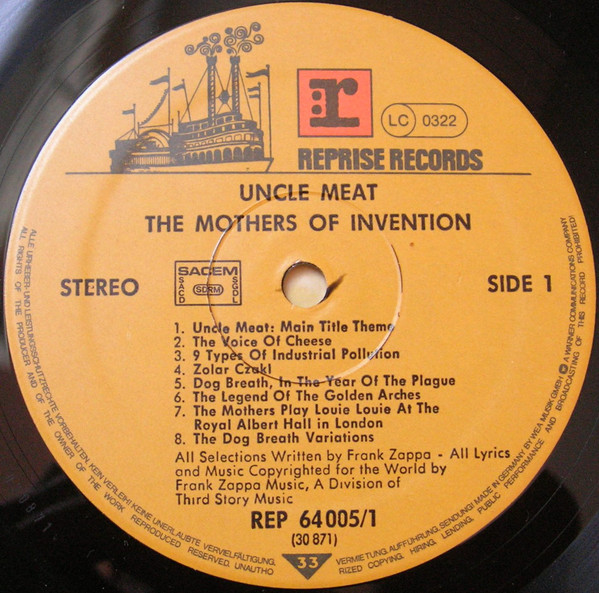 r
LC 0322
REPRISE RECORDS
UNCLE MEAT
THE MOTHERS OF INVENTION
STEREO
SACEM
SACD
SDRM
SGDL
SIDE 1
1. Uncle Meat: Main Title Theme
2. The Voice Of Cheese
3. 9 Types Of Industrial Pollution
4. Zolar Czakl
5. Dog Breath, In The Year Of The Plague
6. The Legend Of The Golden Arches
7. The Mothers Play Louie Louie At The
Royal Albert Hall in London
8. The Dog Breath Variations
All Selections Written by Frank Zappa - All Lyrics
and Music Copyrighted for the World by
Frank Zappa Music, A Division of
Third Story Music
REP 64 005/1
(30 871)
33
ALLE URHEBER- UND LEISTUNGSSCHUTZRECHTE VORBEHALTEN. KEIN VERLEIH! KEINE UNERLAUBTE VERVIELFÄLTIGUNG, VERMIETUNG, AUFFÜHRUNG, SENDUNG! MADE IN GERMANY BY WEA MUSIK GMBH ℗ A WARNER COMMUNICATIONS COMPANY
ALL RIGHTS OF THE PRODUCER AND OF THE OWNER OF THE WORK REPRODUCED RESERVED. UNAUTHORIZED COPYING, HIRING, LENDING, PUBLIC PERFORMANCE AND BROADCASTING OF THIS RECORD PROHIBITED!